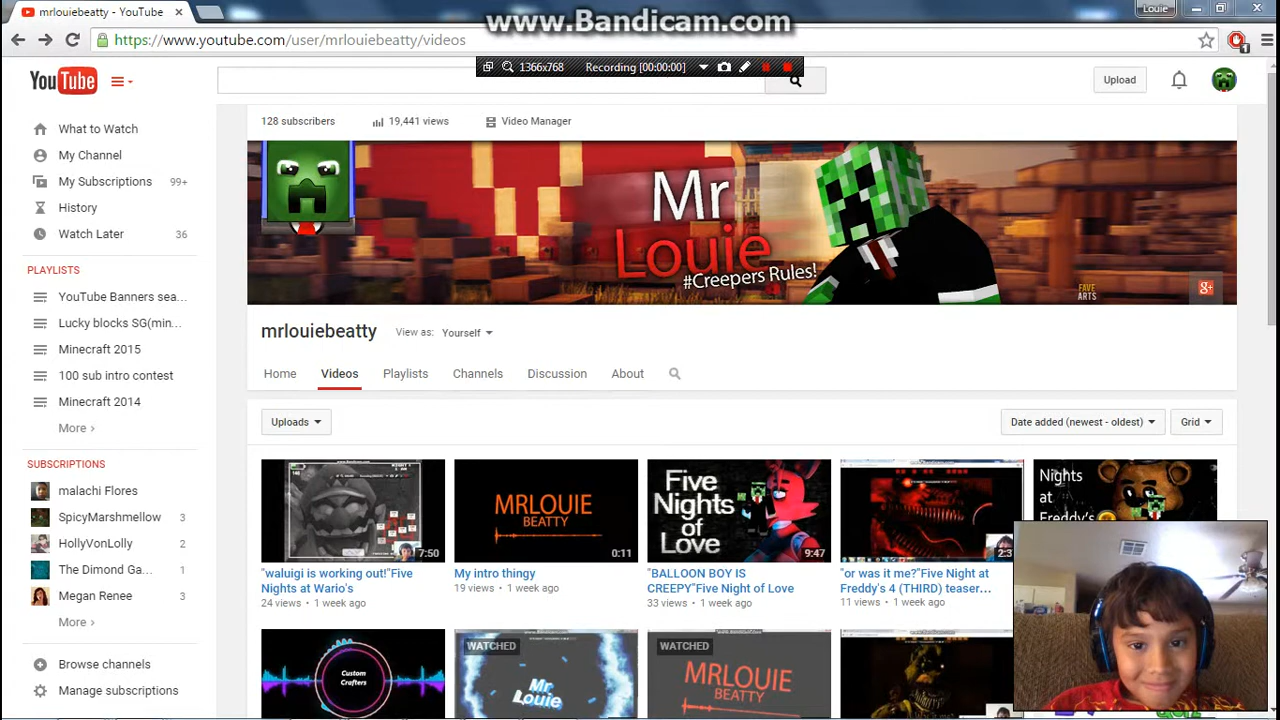 mrlouiebeatty - YouTube
www.Bandicam.com
Louie
https://www.youtube.com/user/mrlouiebeatty/videos
1
1366x768
Recording [00:00:00]
YouTube
Upload
128 subscribers
19,441 views
Video Manager
What to Watch
My Channel
My Subscriptions 99+
History
Watch Later 36
PLAYLISTS
YouTube Banners sea...
Lucky blocks SG(min...
Minecraft 2015
100 sub intro contest
Minecraft 2014
More ›
SUBSCRIPTIONS
malachi Flores
SpicyMarshmellow 3
HollyVonLolly 2
The Dimond Ga... 1
Megan Renee 3
More ›
Browse channels
Manage subscriptions
Mr
Louie
#Creepers Rules!
FAVE
ARTS
g+
mrlouiebeatty
View as: Yourself
Home
Videos
Playlists
Channels
Discussion
About
Uploads
Date added (newest - oldest)
Grid
7:50
"waluigi is working out!"Five
Nights at Wario's
24 views • 1 week ago
MRLOUIE
BEATTY
0:11
My intro thingy
19 views • 1 week ago
Five
Nights
of
Love
9:47
"BALLOON BOY IS
CREEPY"Five Night of Love
33 views • 1 week ago
2:3
"or was it me?"Five Night at
Freddy's 4 (THIRD) teaser...
11 views • 1 week ago
Nights
at
Freddy's
Custom
Crafters
WATCHED
Mr
Louie
WATCHED
MRLOUIE
BEATTY